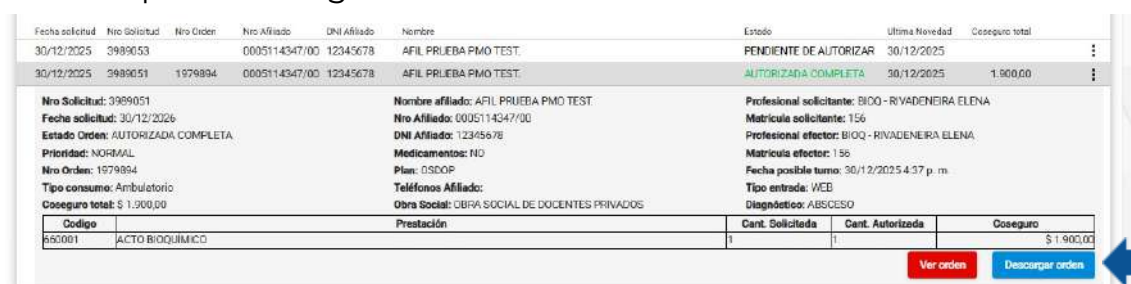 Fecha solicitud Nro Solicitud Nro Orden Nro Afiliado DNI Afiliado Nombre Estado Ultima Novedad Coseguro total
30/12/2025 3989053 0005114347/00 12345678 AFIL PRUEBA PMO TEST. PENDIENTE DE AUTORIZAR 30/12/2025
30/12/2025 3989051 1979894 0005114347/00 12345678 AFIL PRUEBA PMO TEST. AUTORIZADA COMPLETA 30/12/2025 1.900,00
Nro Solicitud: 3989051 Nombre afiliado: AFIL PRUEBA PMO TEST Profesional solicitante: BIOQ - RIVADENEIRA ELENA
Fecha solicitud: 30/12/2026 Nro Afiliado: 0005114347/00 Matricula solicitante: 156
Estado Orden: AUTORIZADA COMPLETA DNI Afiliado: 12345678 Profesional efector: BIOQ - RIVADENEIRA ELENA
Prioridad: NORMAL Medicamentos: NO Matricula efector: 156
Nro Orden: 1979894 Plan: OSDOP Fecha posible turno: 30/12/2025 4:37 p. m.
Tipo consumo: Ambulatorio Teléfonos Afiliado: Tipo entrada: WEB
Coseguro total: $ 1.900,00 Obra Social: OBRA SOCIAL DE DOCENTES PRIVADOS Diagnóstico: ABSCESO
Codigo Prestación Cant. Solicitada Cant. Autorizada Coseguro
660001 ACTO BIOQUÍMICO 1 1 $ 1.900,00
Ver orden Descargar orden